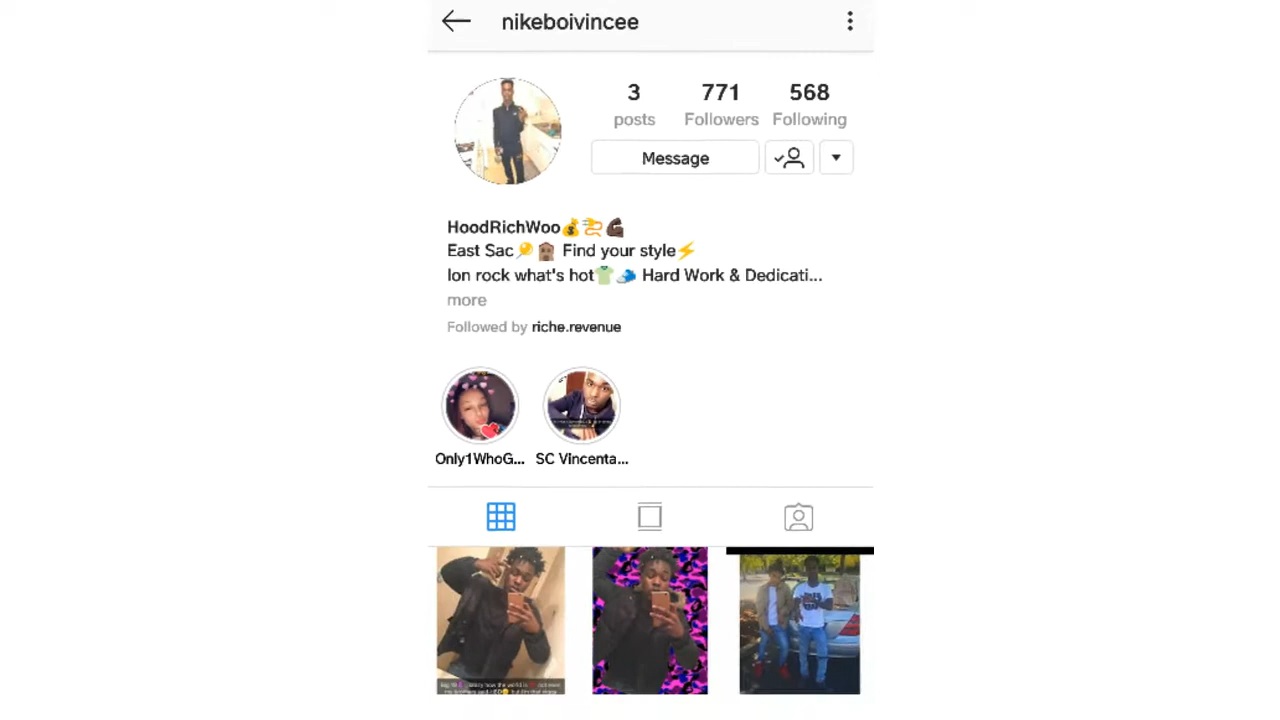 nikeboivincee
3 771 568
posts Followers Following
Message
HoodRichWoo
East Sac Find your style
Ion rock what's hot Hard Work & Dedicati...
more
Followed by riche.revenue
Only1WhoG... SC Vincenta...